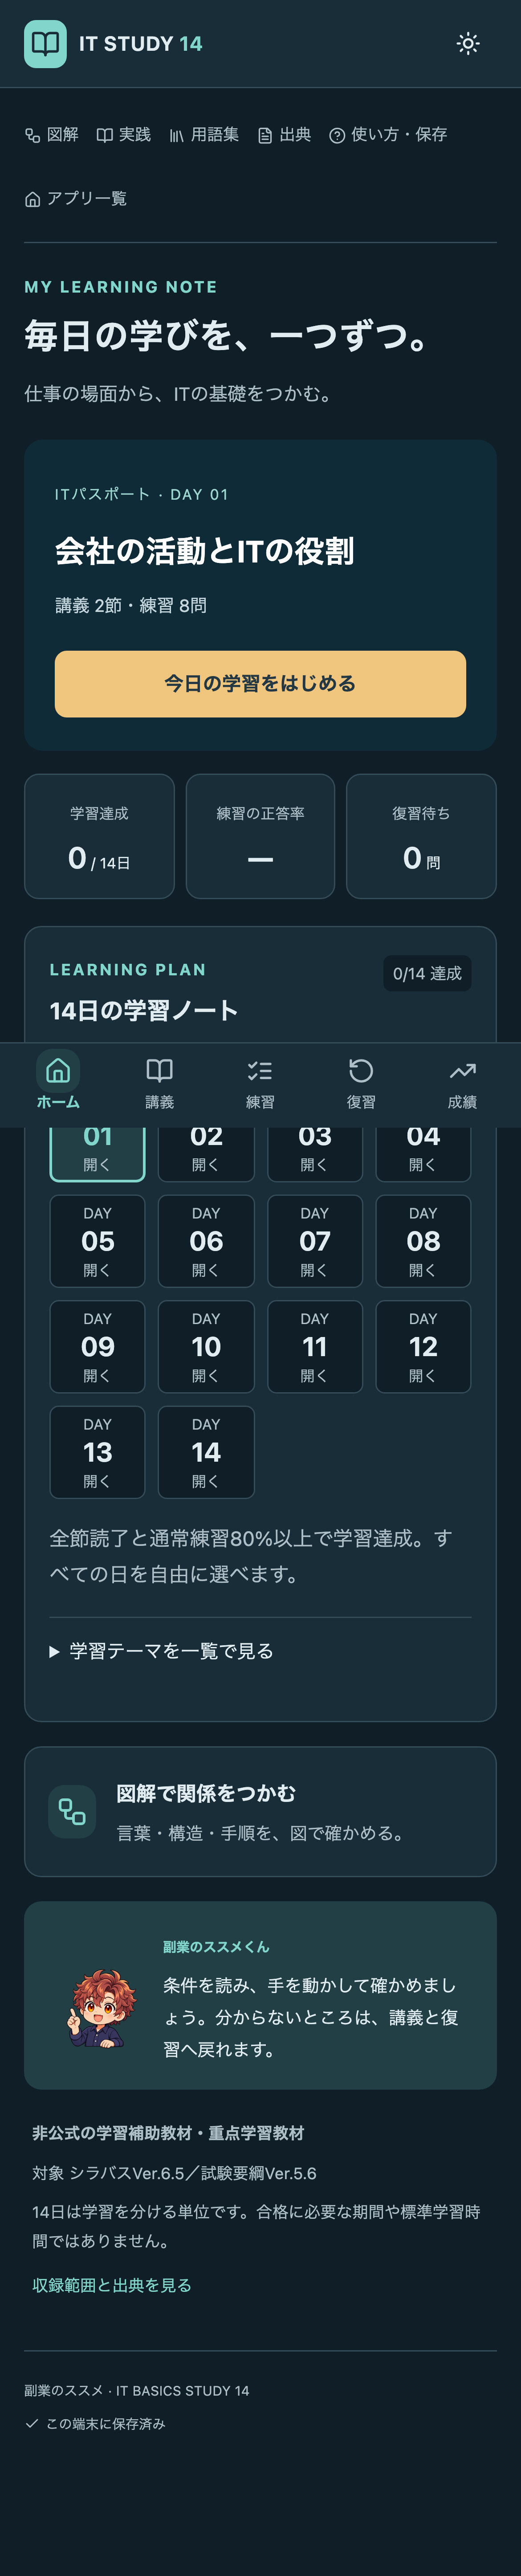 IT STUDY 14
図解 実践 用語集 出典 使い方・保存
アプリ一覧
MY LEARNING NOTE
毎日の学びを、一つずつ。
仕事の場面から、ITの基礎をつかむ。
ITパスポート · DAY 01
会社の活動とITの役割
講義 2節・練習 8問
今日の学習をはじめる
学習達成 練習の正答率 復習待ち
0 / 14日 — 0 問
LEARNING PLAN 0/14 達成
14日の学習ノート
ホーム 講義 練習 復習 成績
01 02 03 04
開く 開く 開く 開く
DAY DAY DAY DAY
05 06 07 08
開く 開く 開く 開く
DAY DAY DAY DAY
09 10 11 12
開く 開く 開く 開く
DAY DAY
13 14
開く 開く
全節読了と通常練習80%以上で学習達成。す
べての日を自由に選べます。
▶ 学習テーマを一覧で見る
図解で関係をつかむ
言葉・構造・手順を、図で確かめる。
副業のススメくん
条件を読み、手を動かして確かめまし
ょう。分からないところは、講義と復
習へ戻れます。
非公式の学習補助教材・重点学習教材
対象 シラバスVer.6.5／試験要綱Ver.5.6
14日は学習を分ける単位です。合格に必要な期間や標準学習時
間ではありません。
収録範囲と出典を見る
副業のススメ · IT BASICS STUDY 14
この端末に保存済み